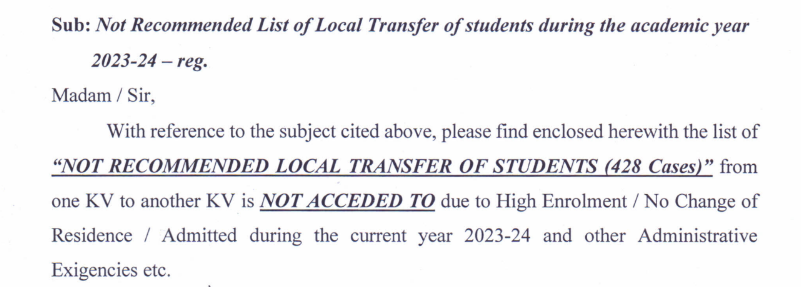 Sub: Not Recommended List of Local Transfer of students during the academic year
2023-24 – reg.
Madam / Sir,
With reference to the subject cited above, please find enclosed herewith the list of
“NOT RECOMMENDED LOCAL TRANSFER OF STUDENTS (428 Cases)” from
one KV to another KV is NOT ACCEDED TO due to High Enrolment / No Change of
Residence / Admitted during the current year 2023-24 and other Administrative
Exigencies etc.